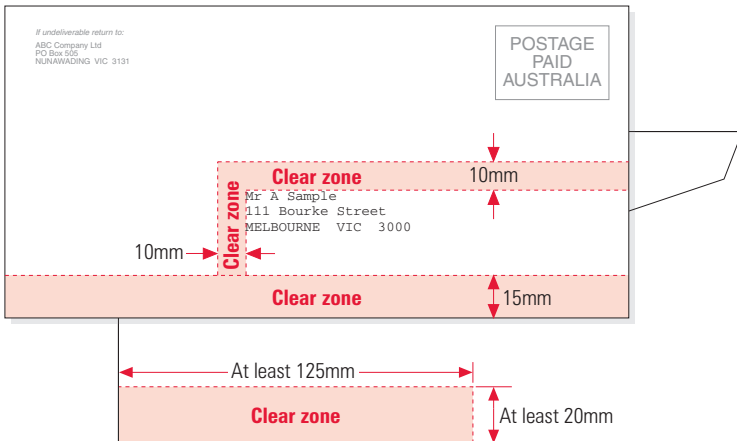 If undeliverable return to:
ABC Company Ltd
PO Box 505
NUNAWADING VIC 3131
POSTAGE
PAID
AUSTRALIA
Clear zone
10mm
Clear zone
Mr A Sample
111 Bourke Street
MELBOURNE VIC 3000
10mm
Clear zone
15mm
At least 125mm
Clear zone
At least 20mm